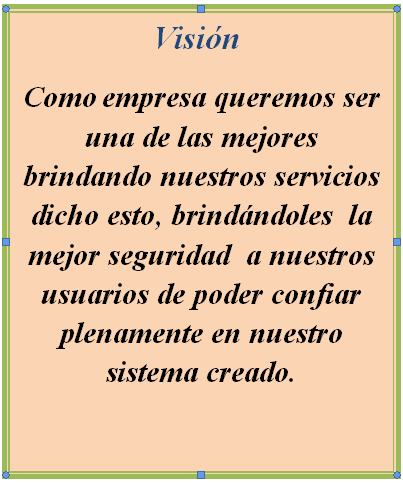 Visión
Como empresa queremos ser
una de las mejores
brindando nuestros servicios
dicho esto, brindándoles  la
mejor seguridad  a nuestros
usuarios de poder confiar
plenamente en nuestro
sistema creado.